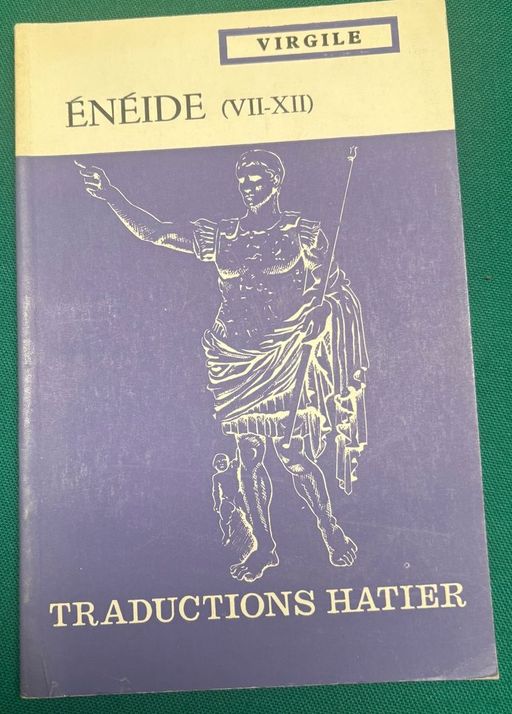 VIRGILE
ÉNÉIDE (VII-XII)
TRADUCTIONS HATIER